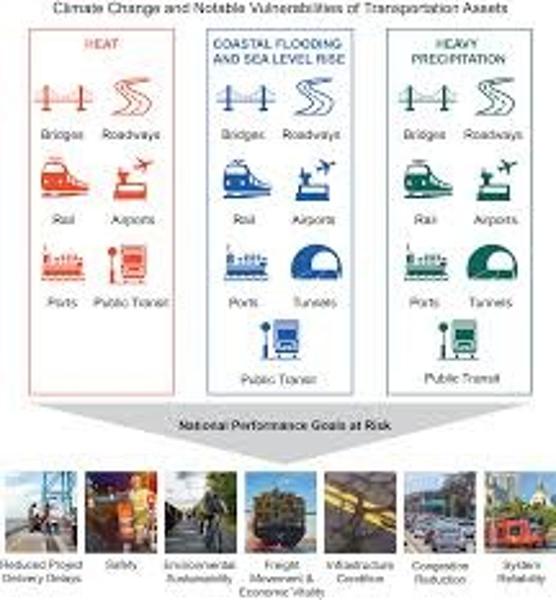 Climate Change and Notable Vulnerabilities of Transportation Assets
HEAT
Bridges Roadways
Rail Airports
Ports Public Transit
COASTAL FLOODING
AND SEA LEVEL RISE
Bridges Roadways
Rail Airports
Ports Tunnels
Public Transit
HEAVY
PRECIPITATION
Bridges Roadways
Rail Airports
Ports Tunnels
Public Transit
National Performance Goals at Risk
Reduced Project
Delivery Delays
Safety
Environmental
Sustainability
Freight
Movement &
Economic Vitality
Infrastructure
Condition
Congestion
Reduction
System
Reliability